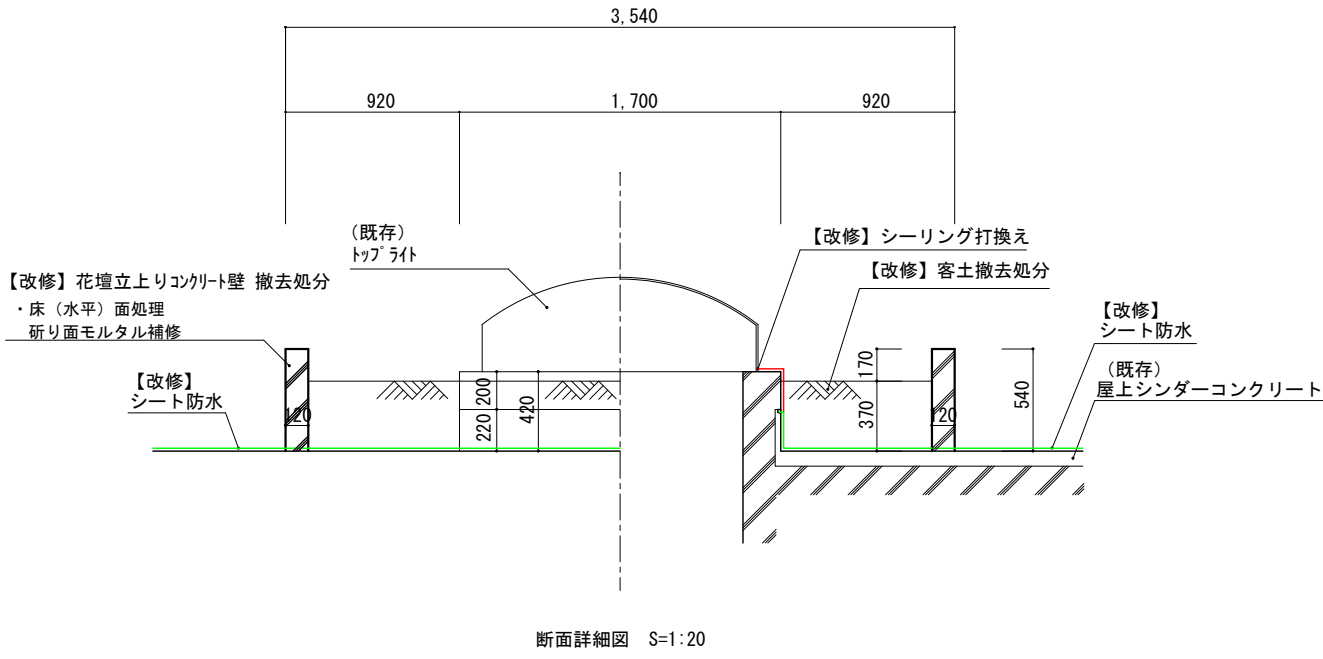 3,540
920
1,700
920
(既存)
トップライト
【改修】シーリング打換え
【改修】客土撤去処分
【改修】花壇立上りコンクリート壁 撤去処分
・床（水平）面処理
斫り面モルタル補修
【改修】
シート防水
(既存)
屋上シンダーコンクリート
【改修】
シート防水
120
200
220
420
170
370
120
540
断面詳細図 S=1:20